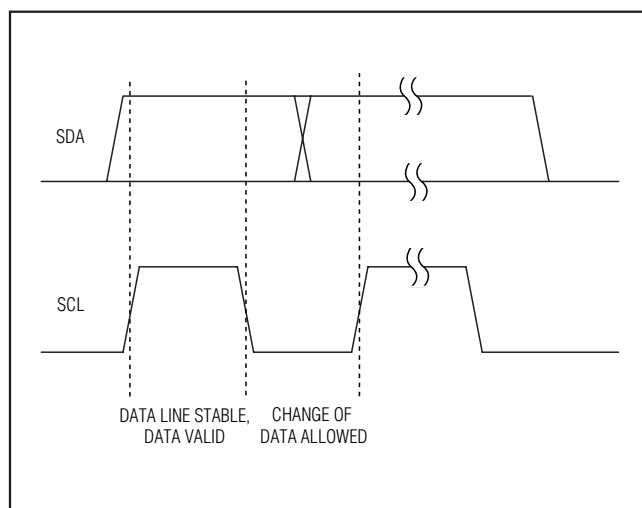 SDA
SCL
DATA LINE STABLE,
DATA VALID
CHANGE OF
DATA ALLOWED